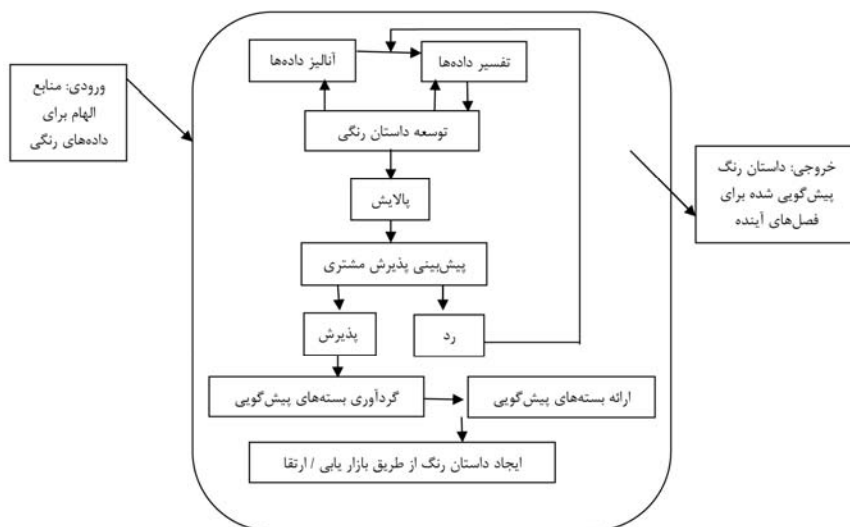 آنالیز داده‌ها
تفسیر داده‌ها
ورودی: منابع
الهام برای
داده‌های رنگی
توسعه داستان رنگی
خروجی: داستان رنگ
پیش‌گویی شده برای
فصل‌های آینده
پالایش
پیش‌بینی پذیرش مشتری
پذیرش
رد
گردآوری بسته‌های پیش‌گویی
ارائه بسته‌های پیش‌گویی
ایجاد داستان رنگ از طریق بازار یابی / ارتقا